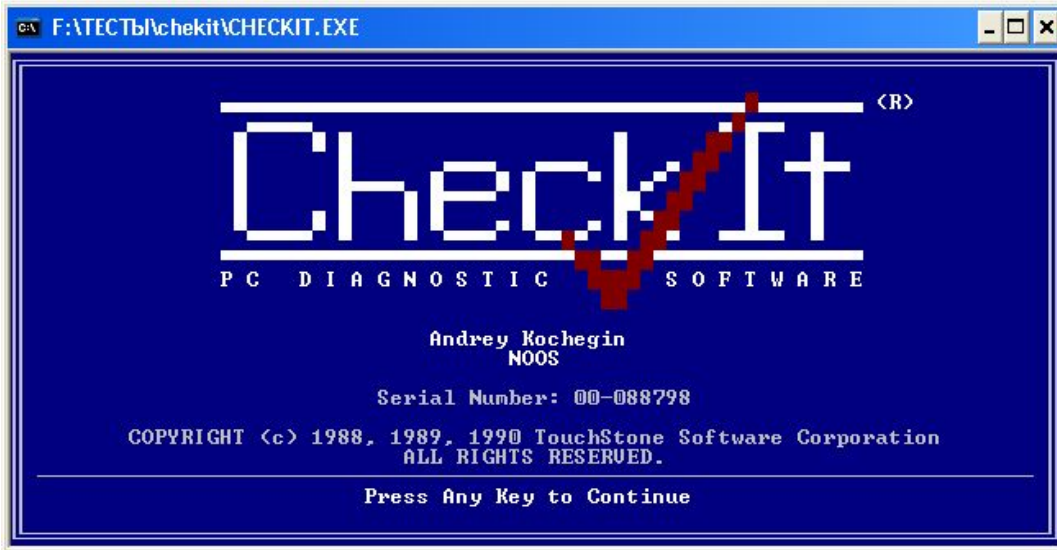 F:\ТЕСТЫ\chekit\CHECKIT.EXE
(R)
CheckIt
PC DIAGNOSTIC SOFTWARE
Andrey Kochegin
NOOS
Serial Number: 00-088798
COPYRIGHT (c) 1988, 1989, 1990 TouchStone Software Corporation
ALL RIGHTS RESERVED.
Press Any Key to Continue